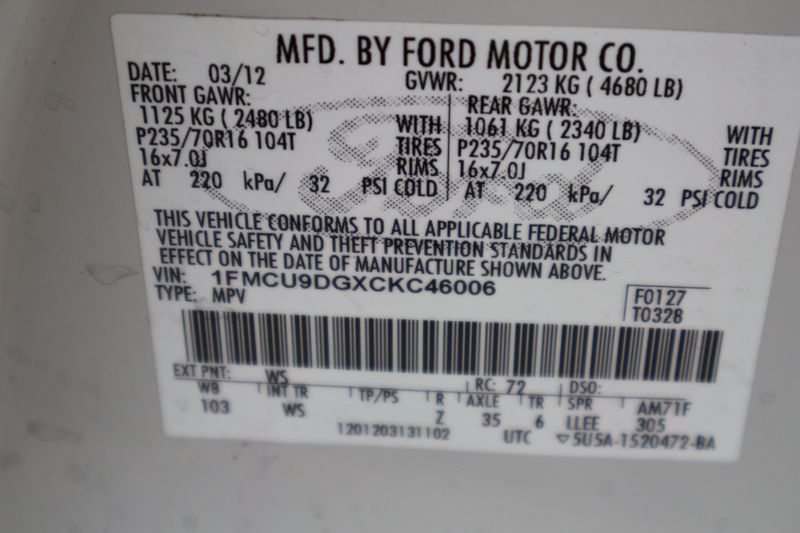 MFD. BY FORD MOTOR CO.
DATE: 03/12 GVWR: 2123 KG ( 4680 LB)
FRONT GAWR: REAR GAWR:
1125 KG ( 2480 LB) WITH 1061 KG ( 2340 LB) WITH
P235/70R16 104T TIRES P235/70R16 104T TIRES
16x7.0J RIMS 16x7.0J RIMS
AT 220 kPa/ 32 PSI COLD AT 220 kPa/ 32 PSI COLD
Ford
THIS VEHICLE CONFORMS TO ALL APPLICABLE FEDERAL MOTOR
VEHICLE SAFETY AND THEFT PREVENTION STANDARDS IN
EFFECT ON THE DATE OF MANUFACTURE SHOWN ABOVE.
VIN: 1FMCU9DGXCKC46006
TYPE: MPV
F0127
T0328
EXT PNT: WS RC: 72 DSO:
WB INT TR TP/PS R AXLE TR SPR AM71F
103 WS Z 35 6 LLEE 305
1201203131102 UTC ▽5U5A-1520472-BA